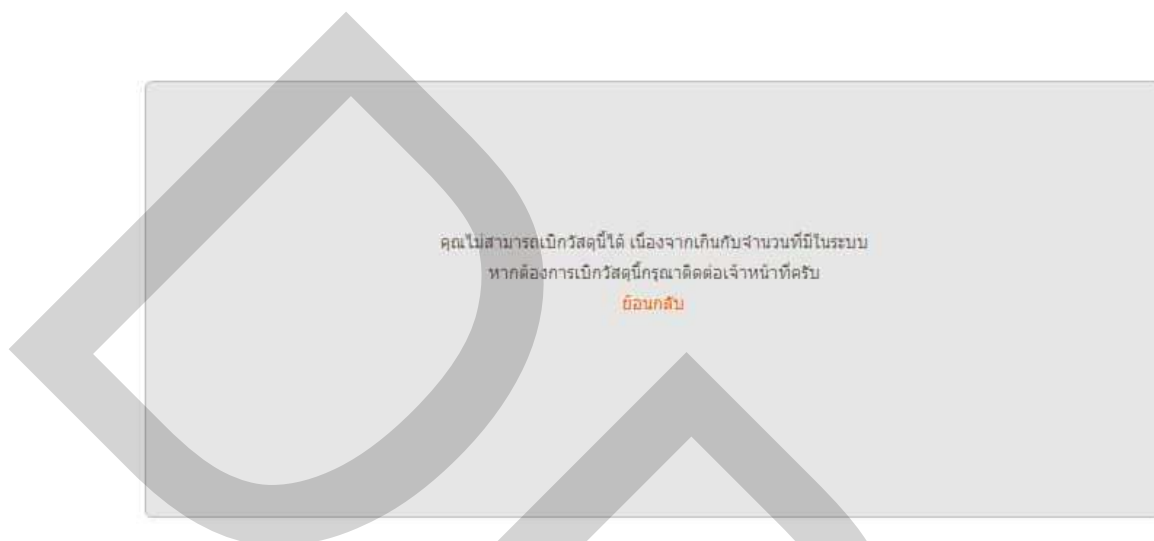 คุณไม่สามารถเบิกวัสดุนี้ได้ เนื่องจากเกินกับจำนวนที่มีในระบบ
หากต้องการเบิกวัสดุนี้กรุณาติดต่อเจ้าหน้าที่ครับ
ย้อนกลับ